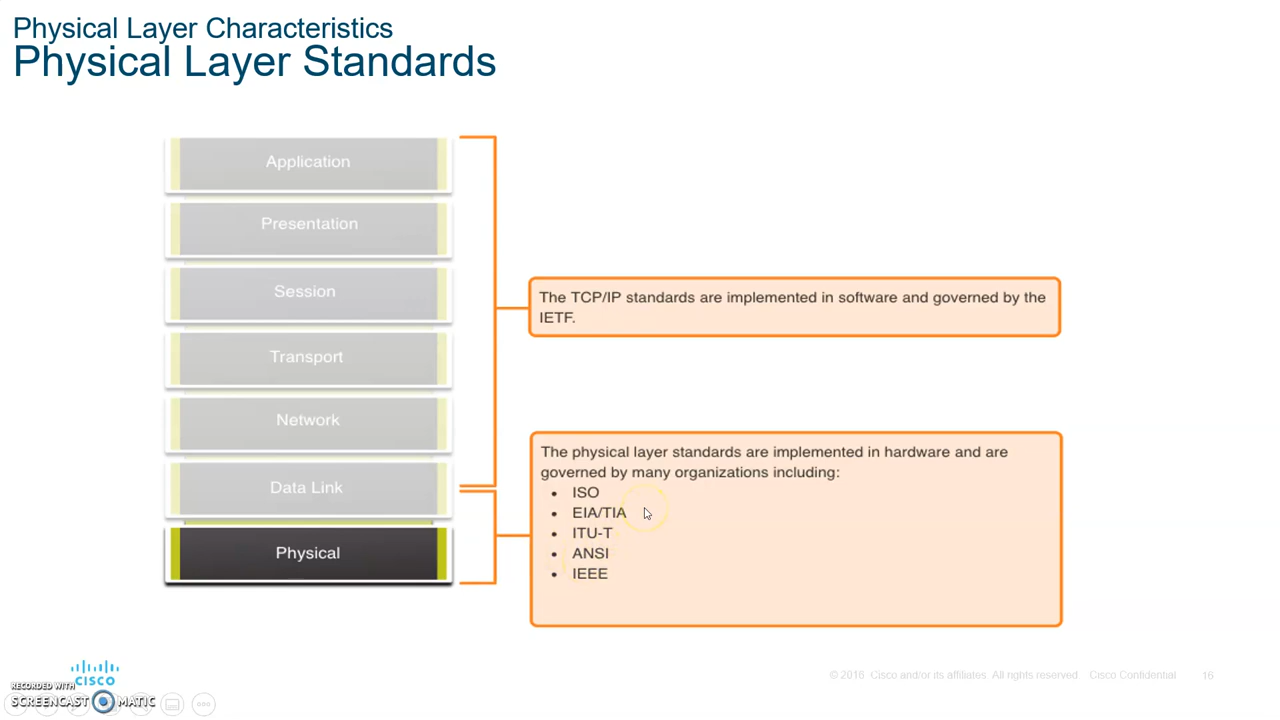 Physical Layer Characteristics
Physical Layer Standards
Application
Presentation
Session
Transport
Network
Data Link
Physical
The TCP/IP standards are implemented in software and governed by the
IETF.
The physical layer standards are implemented in hardware and are
governed by many organizations including:
• ISO
• EIA/TIA
• ITU-T
• ANSI
• IEEE
CISCO
RECORDED WITH
SCREENCAST MATIC
© 2016 Cisco and/or its affiliates. All rights reserved. Cisco Confidential
16